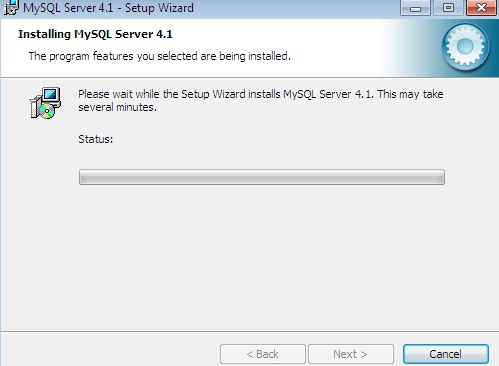 MySQL Server 4.1 - Setup Wizard
Installing MySQL Server 4.1
The program features you selected are being installed.
Please wait while the Setup Wizard installs MySQL Server 4.1. This may take
several minutes.
Status:
< Back
Next >
Cancel